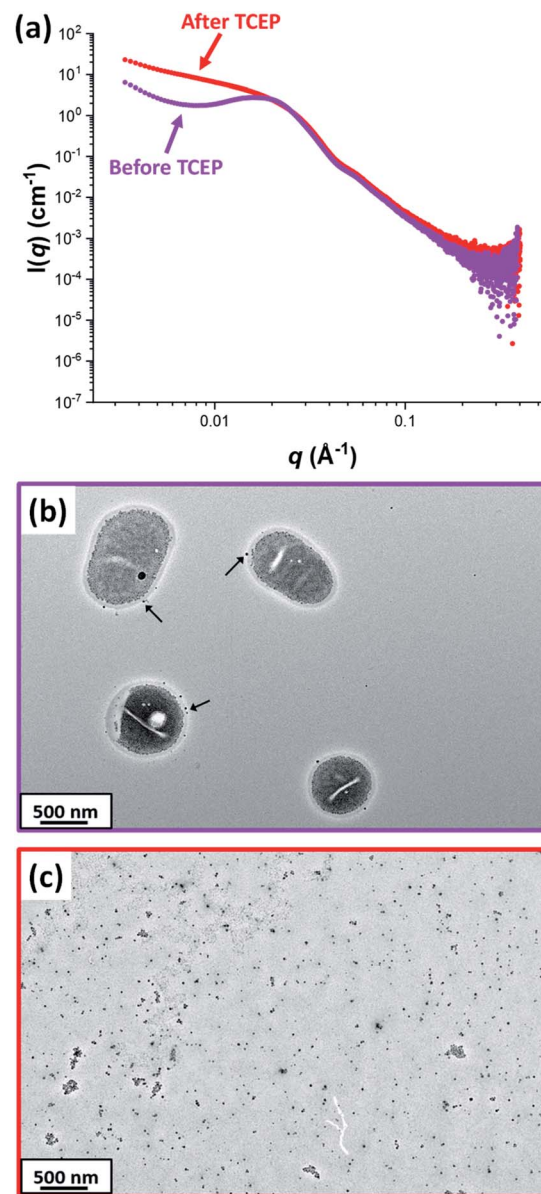 (a)
After TCEP
Before TCEP
10²
10¹
10⁰
10⁻¹
10⁻²
10⁻³
10⁻⁴
10⁻⁵
10⁻⁶
10⁻⁷
I(q) (cm⁻¹)
0.01 0.1
q (Å⁻¹)
(b)
500 nm
(c)
500 nm